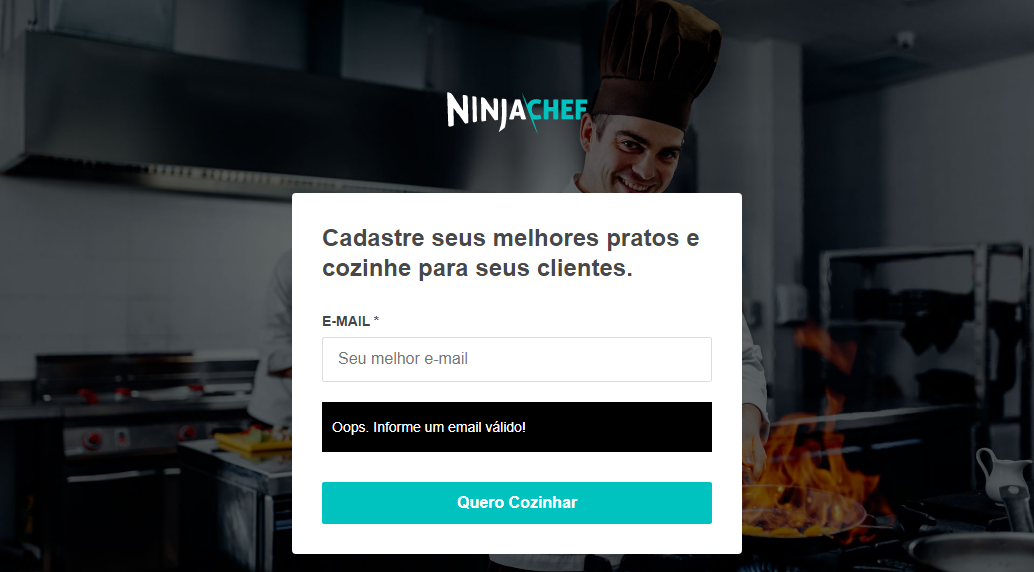 NINJACHEF
Cadastre seus melhores pratos e
cozinhe para seus clientes.
E-MAIL *
Seu melhor e-mail
Oops. Informe um email válido!
Quero Cozinhar